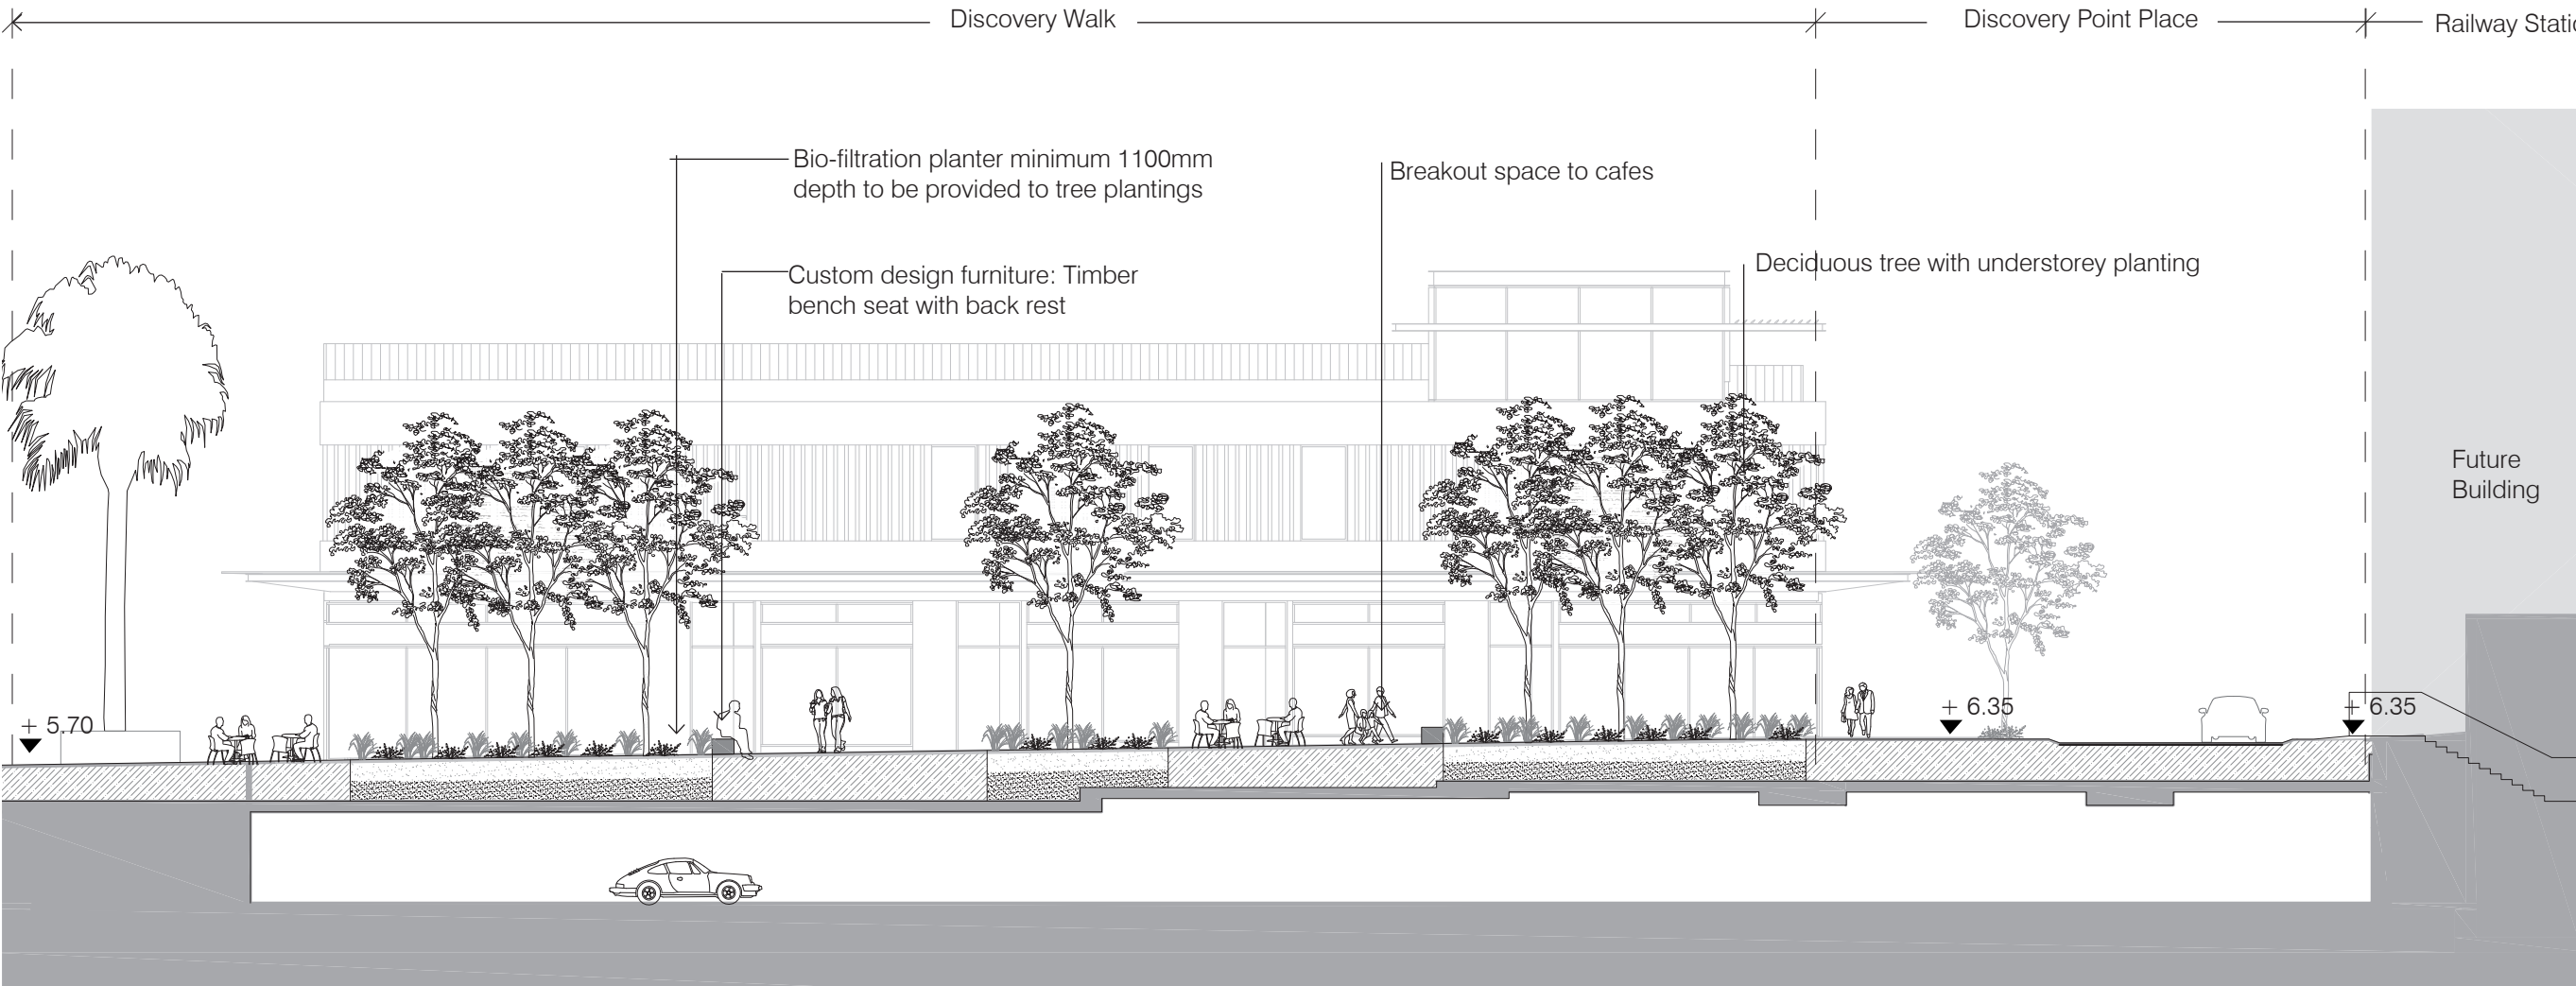 Discovery Walk
Discovery Point Place
Railway
Bio-filtration planter minimum 1100mm
depth to be provided to tree plantings
Breakout space to cafes
Custom design furniture: Timber
bench seat with back rest
Deciduous tree with understorey planting
Future
Building
+ 5.70
+ 6.35
+ 6.35